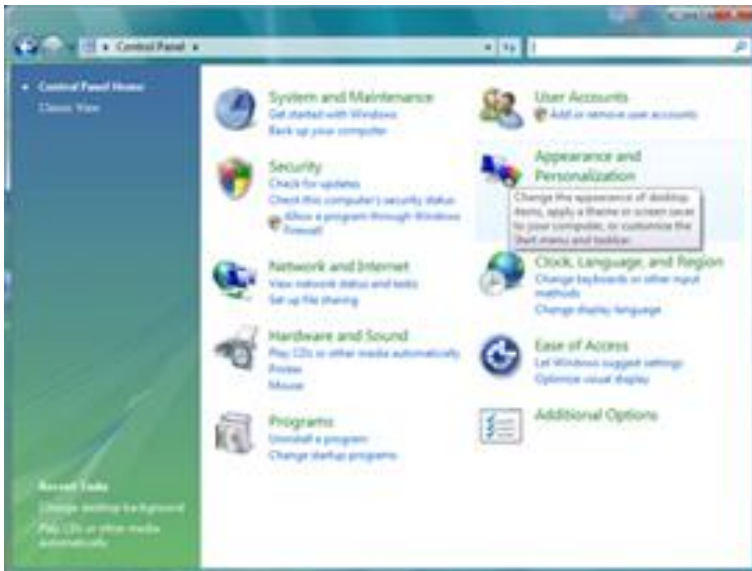 Control Panel
Control Panel Home
Classic View
System and Maintenance
Get started with Windows
Back up your computer
Security
Check for updates
Check this computer's security status
Allow a program through Windows
Firewall
Network and Internet
View network status and tasks
Set up file sharing
Hardware and Sound
Play CDs or other media automatically
Printer
Mouse
Programs
Uninstall a program
Change startup programs
User Accounts
Add or remove user accounts
Appearance and
Personalization
Change the appearance of desktop
items, apply a theme or screen saver
to your computer, or customize the
Start menu and taskbar.
Clock, Language, and Region
Change keyboards or other input
methods
Change display language
Ease of Access
Let Windows suggest settings
Optimize visual display
Additional Options
Recent Tasks
Change desktop background
Play CDs or other media
automatically